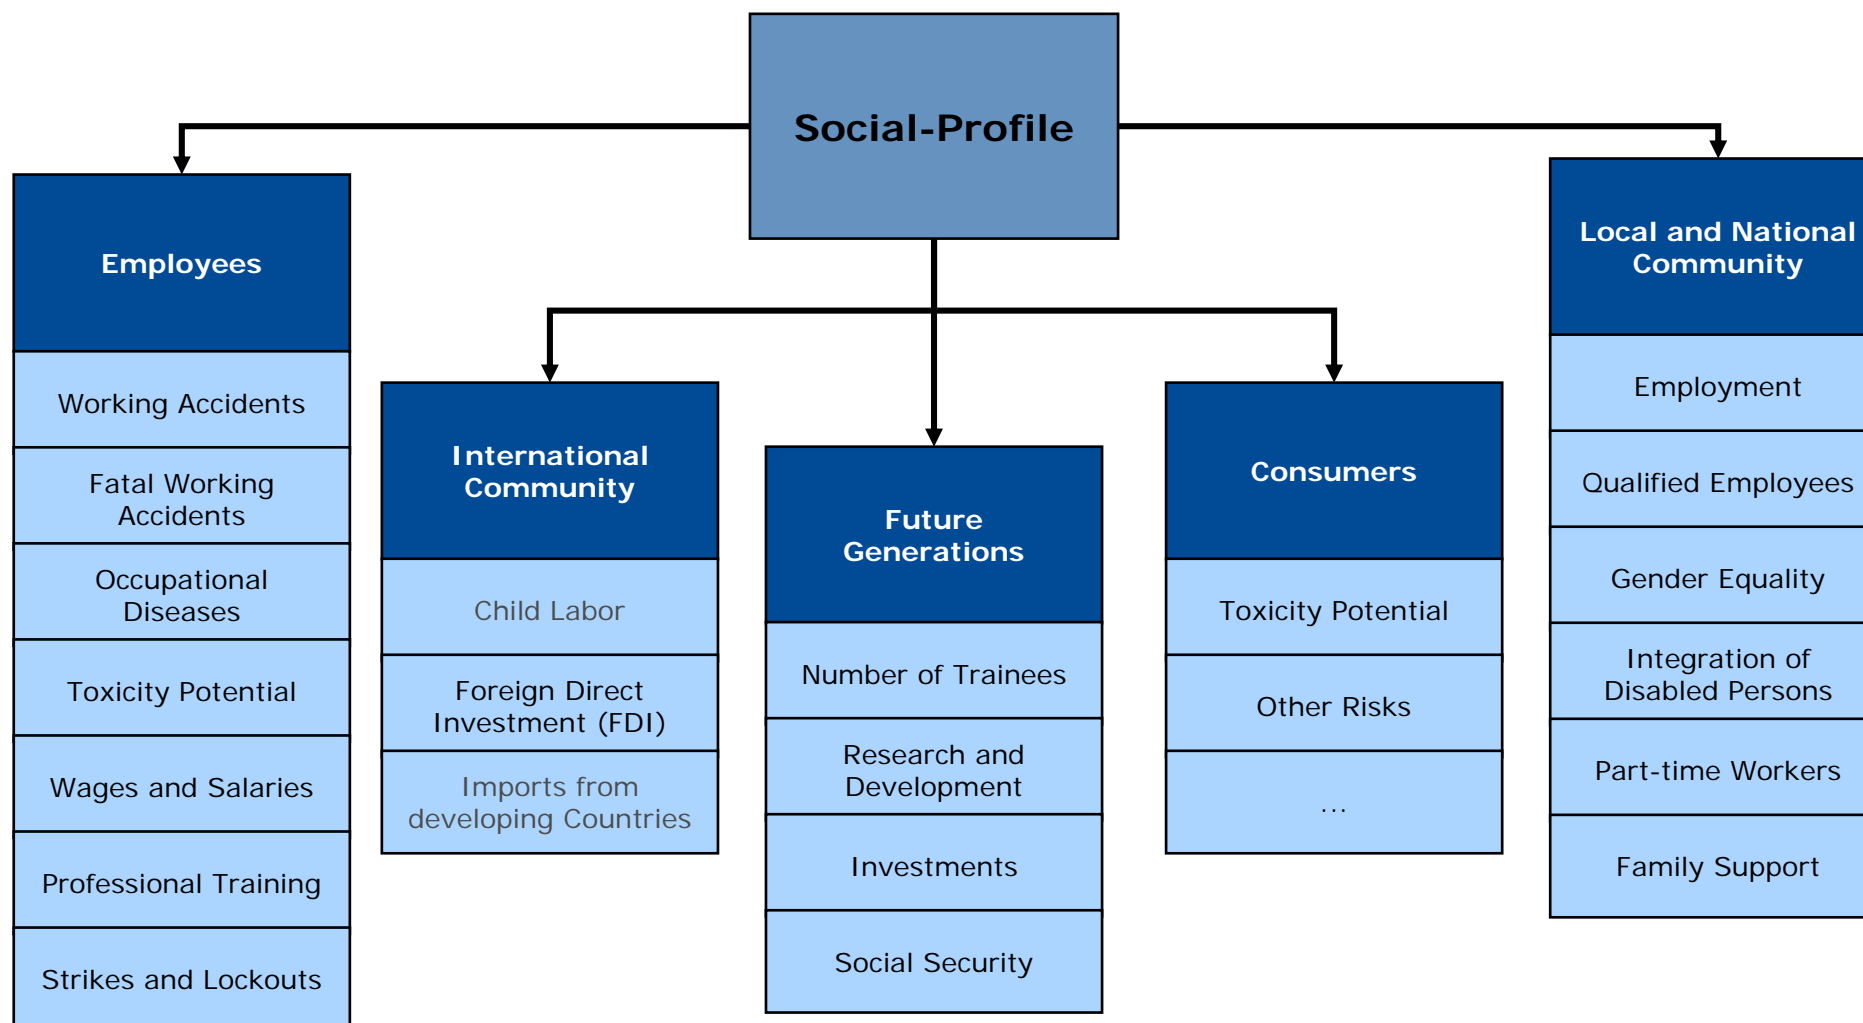 Social-Profile
Employees
Working Accidents
Fatal Working
Accidents
Occupational
Diseases
Toxicity Potential
Wages and Salaries
Professional Training
Strikes and Lockouts
International
Community
Child Labor
Foreign Direct
Investment (FDI)
Imports from
developing Countries
Future
Generations
Number of Trainees
Research and
Development
Investments
Social Security
Consumers
Toxicity Potential
Other Risks
...
Local and National
Community
Employment
Qualified Employees
Gender Equality
Integration of
Disabled Persons
Part-time Workers
Family Support